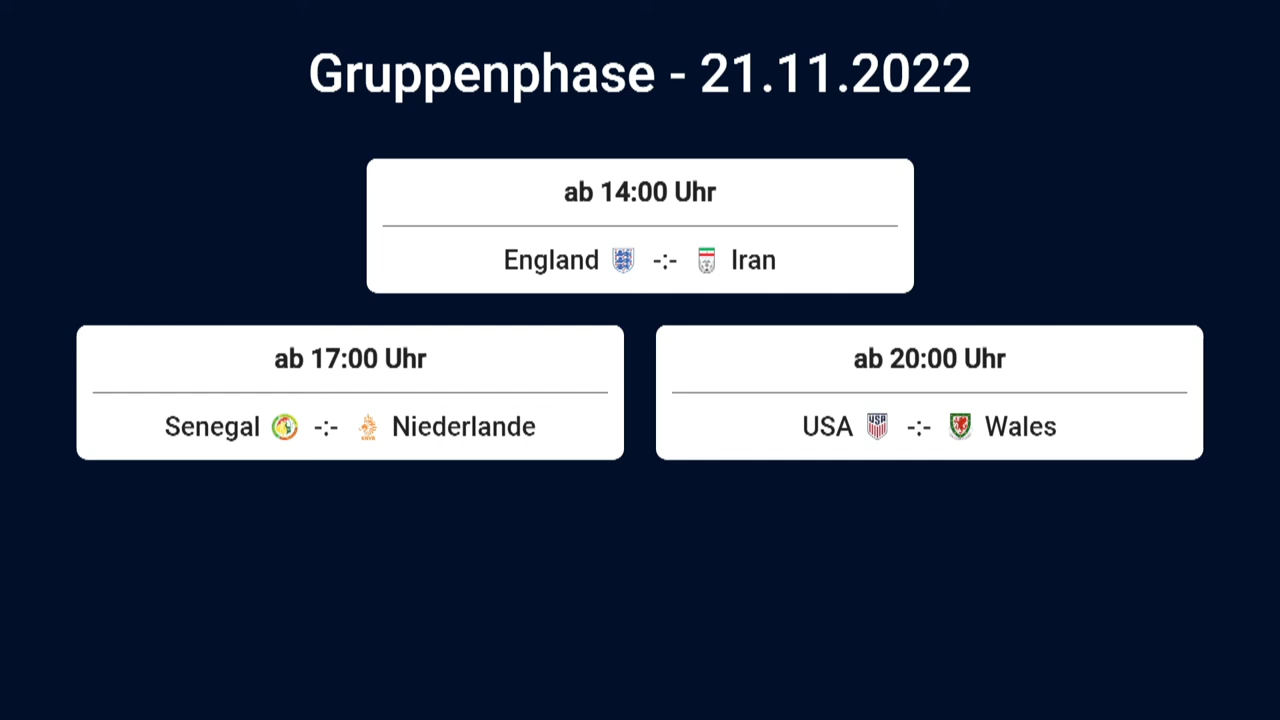 Gruppenphase - 21.11.2022
ab 14:00 Uhr
England -:- Iran
ab 17:00 Uhr
Senegal -:- Niederlande
ab 20:00 Uhr
USA USA -:- Wales